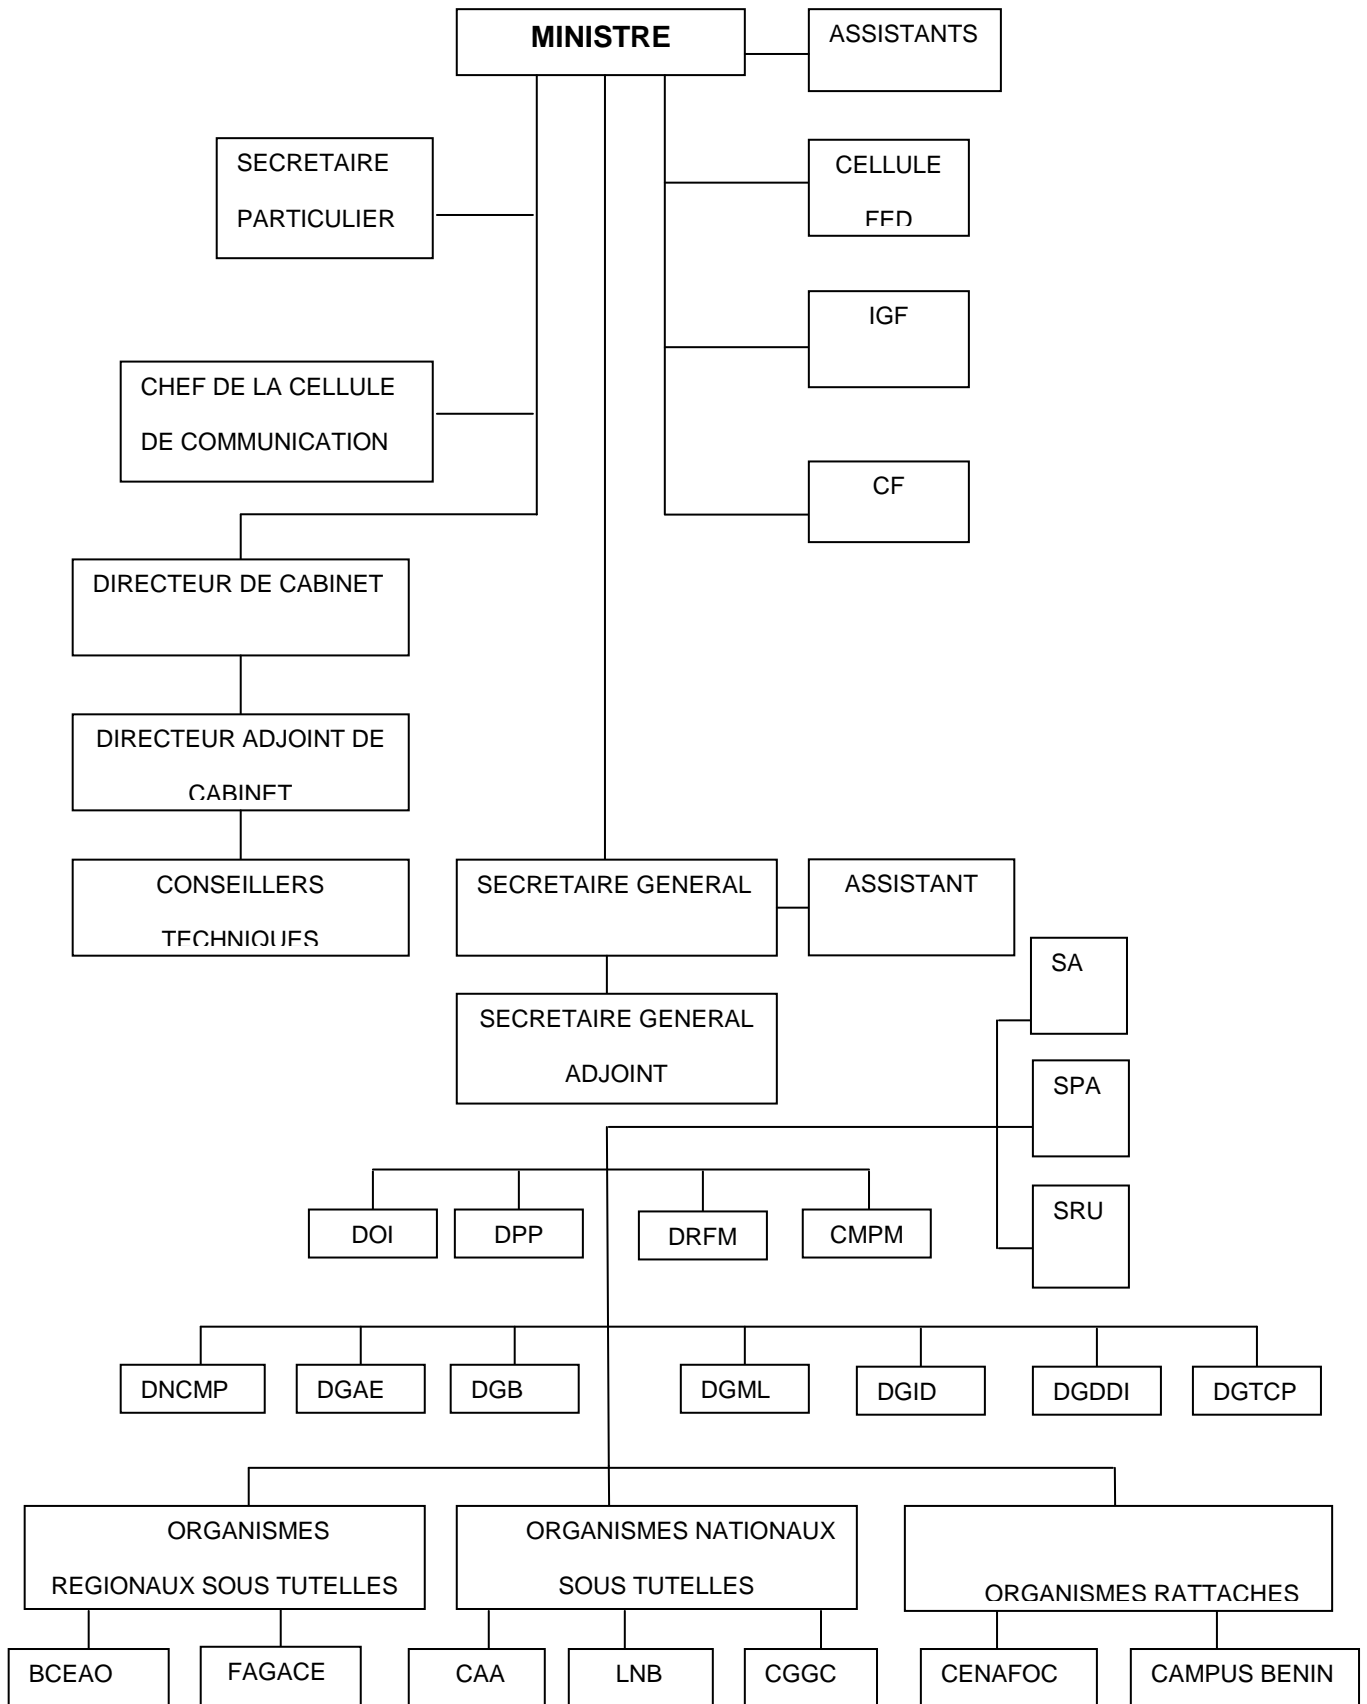 MINISTRE
ASSISTANTS
SECRETAIRE
PARTICULIER
CELLULE
FED
IGF
CHEF DE LA CELLULE
DE COMMUNICATION
CF
DIRECTEUR DE CABINET
DIRECTEUR ADJOINT DE
CABINET
CONSEILLERS
TECHNIQUES
SECRETAIRE GENERAL
ASSISTANT
SA
SECRETAIRE GENERAL
ADJOINT
SPA
SRU
DOI
DPP
DRFM
CMPM
DNCMP
DGAE
DGB
DGML
DGID
DGDDI
DGTCP
ORGANISMES
REGIONAUX SOUS TUTELLES
ORGANISMES NATIONAUX
SOUS TUTELLES
ORGANISMES RATTACHES
BCEAO
FAGACE
CAA
LNB
CGGC
CENAFOC
CAMPUS BENIN